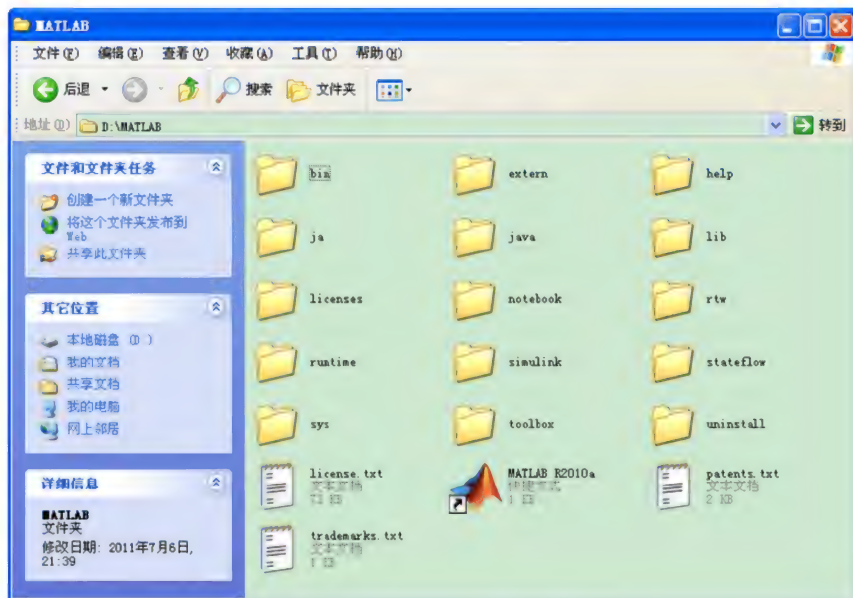 MATLAB
文件(F) 编辑(E) 查看(V) 收藏(A) 工具(T) 帮助(H)
后退 搜索 文件夹
地址(D) D:\MATLAB 转到
文件和文件夹任务
创建一个新文件夹
将这个文件夹发布到
Web
共享此文件夹
其它位置
本地磁盘 (D:)
我的文档
共享文档
我的电脑
网上邻居
详细信息
MATLAB
文件夹
修改日期: 2011年7月6日,
21:39
bin extern help
ja java lib
licenses notebook rtw
runtime simulink stateflow
sys toolbox uninstall
license.txt
文本文档
73 KB
MATLAB R2010a
快捷方式
1 KB
patents.txt
文本文档
2 KB
trademarks.txt
文本文档
1 KB